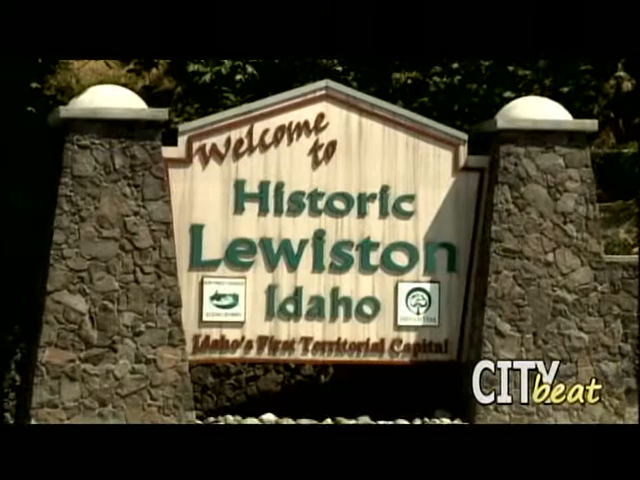 Welcome
to
Historic
Lewiston
Idaho
Idaho's First Territorial Capital
CITY
beat